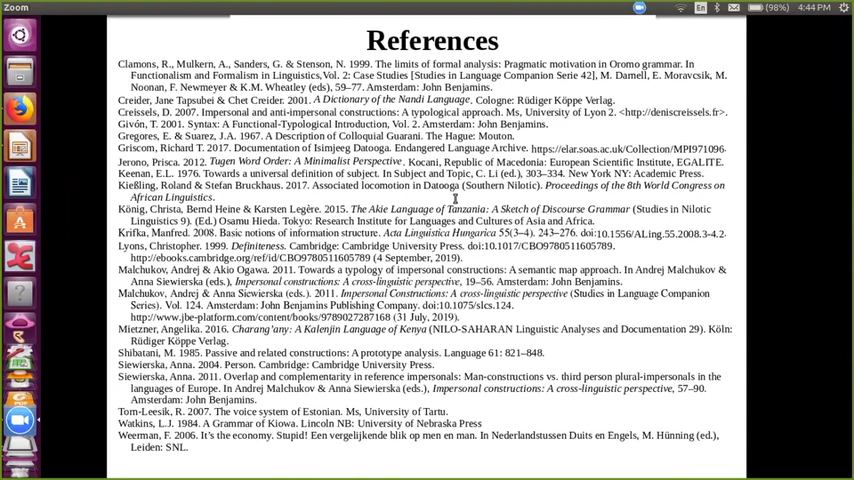 Zoom
En
(98%)
4:44 PM
References
Clamons, R., Mulkern, A., Sanders, G. & Stenson, N. 1999. The limits of formal analysis: Pragmatic motivation in Oromo grammar. In
Functionalism and Formalism in Linguistics,Vol. 2: Case Studies [Studies in Language Companion Serie 42], M. Darnell, E. Moravcsik, M.
Noonan, F. Newmeyer & K.M. Wheatley (eds), 59–77. Amsterdam: John Benjamins.
Creider, Jane Tapsubei & Chet Creider. 2001. A Dictionary of the Nandi Language. Cologne: Rüdiger Köppe Verlag.
Creissels, D. 2007. Impersonal and anti-impersonal constructions: A typological approach. Ms, University of Lyon 2. <http://deniscreissels.fr>.
Givón, T. 2001. Syntax: A Functional-Typological Introduction, Vol. 2. Amsterdam: John Benjamins.
Gregores, E. & Suarez, J.A. 1967. A Description of Colloquial Guarani. The Hague: Mouton.
Griscom, Richard T. 2017. Documentation of Isimjeeg Datooga. Endangered Language Archive. https://elar.soas.ac.uk/Collection/MPI971096.
Jerono, Prisca. 2012. Tugen Word Order: A Minimalist Perspective. Kocani, Republic of Macedonia: European Scientific Institute, EGALITE.
Keenan, E.L. 1976. Towards a universal definition of subject. In Subject and Topic, C. Li (ed.), 303–334. New York NY: Academic Press.
Kießling, Roland & Stefan Bruckhaus. 2017. Associated locomotion in Datooga (Southern Nilotic). Proceedings of the 8th World Congress on
African Linguistics.
König, Christa, Bernd Heine & Karsten Legère. 2015. The Akie Language of Tanzania: A Sketch of Discourse Grammar (Studies in Nilotic
Linguistics 9). (Ed.) Osamu Hieda. Tokyo: Research Institute for Languages and Cultures of Asia and Africa.
Krifka, Manfred. 2008. Basic notions of information structure. Acta Linguistica Hungarica 55(3–4). 243–276. doi:10.1556/ALing.55.2008.3-4.2.
Lyons, Christopher. 1999. Definiteness. Cambridge: Cambridge University Press. doi:10.1017/CBO9780511605789.
http://ebooks.cambridge.org/ref/id/CBO9780511605789 (4 September, 2019).
Malchukov, Andrej & Akio Ogawa. 2011. Towards a typology of impersonal constructions: A semantic map approach. In Andrej Malchukov &
Anna Siewierska (eds.), Impersonal constructions: A cross-linguistic perspective, 19–56. Amsterdam: John Benjamins.
Malchukov, Andrej & Anna Siewierska (eds.). 2011. Impersonal Constructions: A cross-linguistic perspective (Studies in Language Companion
Series). Vol. 124. Amsterdam: John Benjamins Publishing Company. doi:10.1075/slcs.124.
http://www.jbe-platform.com/content/books/9789027287168 (31 July, 2019).
Mietzner, Angelika. 2016. Charang'any: A Kalenjin Language of Kenya (NILO-SAHARAN Linguistic Analyses and Documentation 29). Köln:
Rüdiger Köppe Verlag.
Shibatani, M. 1985. Passive and related constructions: A prototype analysis. Language 61: 821–848.
Siewierska, Anna. 2004. Person. Cambridge: Cambridge University Press.
Siewierska, Anna. 2011. Overlap and complementarity in reference impersonals: Man-constructions vs. third person plural-impersonals in the
languages of Europe. In Andrej Malchukov & Anna Siewierska (eds.), Impersonal constructions: A cross-linguistic perspective, 57–90.
Amsterdam: John Benjamins.
Torn-Leesik, R. 2007. The voice system of Estonian. Ms, University of Tartu.
Watkins, L.J. 1984. A Grammar of Kiowa. Lincoln NB: University of Nebraska Press
Weerman, F. 2006. It's the economy. Stupid! Een vergelijkende blik op men en man. In Nederlandstussen Duits en Engels, M. Hünning (ed.),
Leiden: SNL.